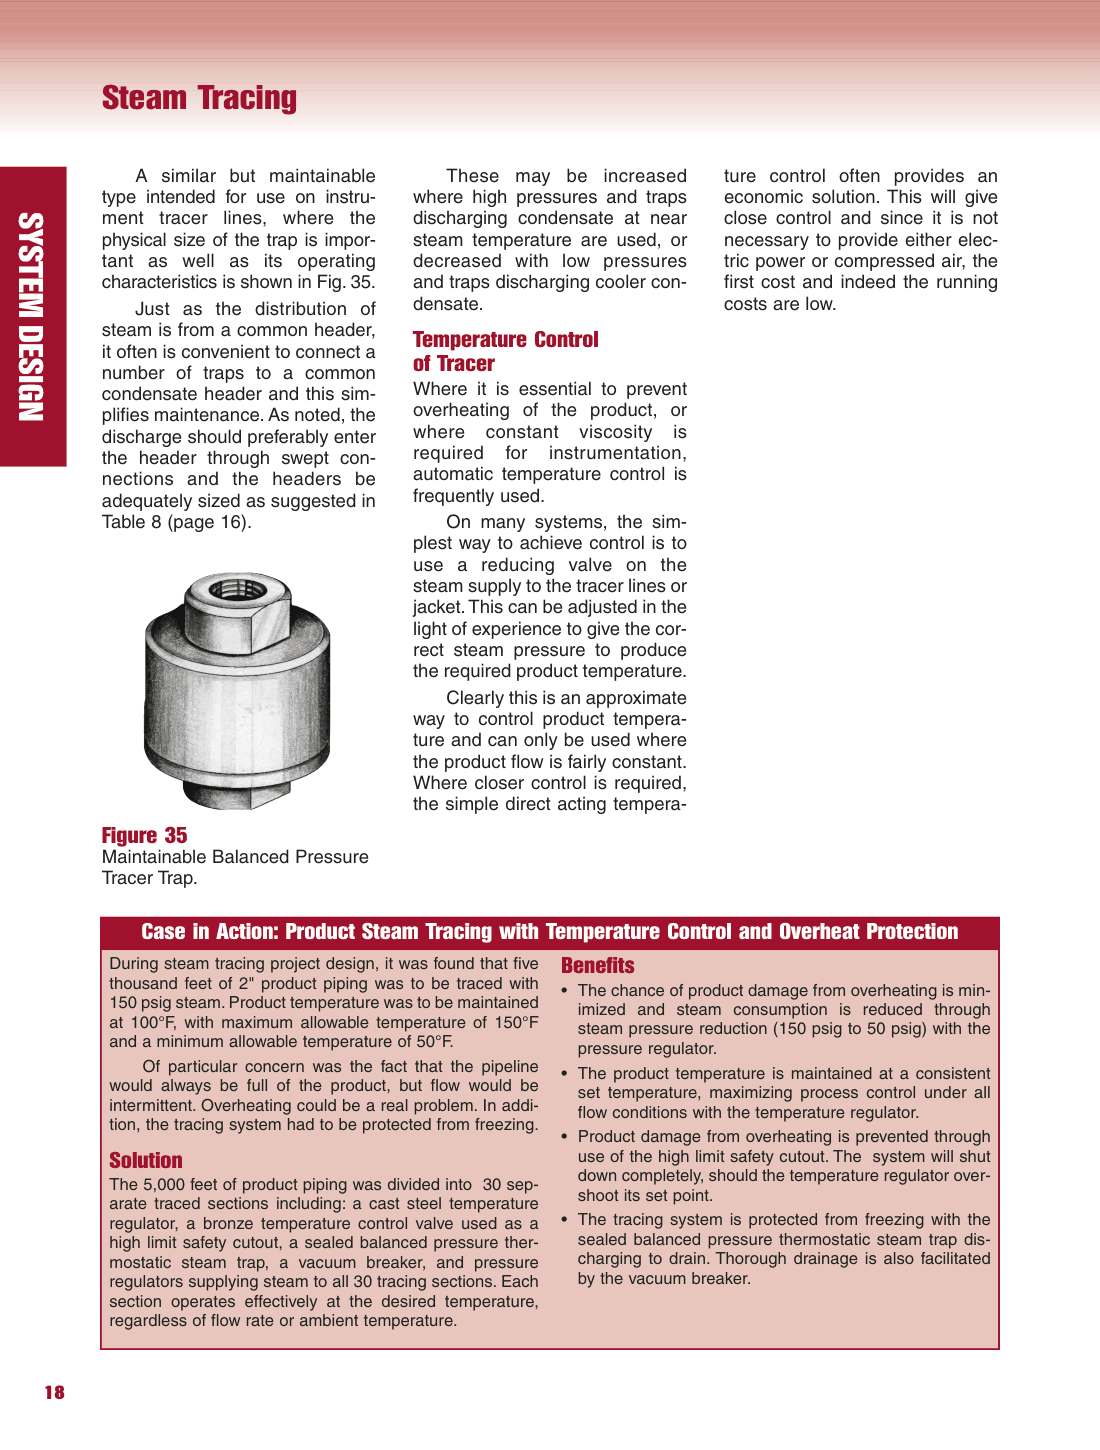 Steam Tracing
SYSTEM DESIGN
A similar but maintainable
type intended for use on instru-
ment tracer lines, where the
physical size of the trap is impor-
tant as well as its operating
characteristics is shown in Fig. 35.
Just as the distribution of
steam is from a common header,
it often is convenient to connect a
number of traps to a common
condensate header and this sim-
plifies maintenance. As noted, the
discharge should preferably enter
the header through swept con-
nections and the headers be
adequately sized as suggested in
Table 8 (page 16).
Figure 35
Maintainable Balanced Pressure
Tracer Trap.
These may be increased
where high pressures and traps
discharging condensate at near
steam temperature are used, or
decreased with low pressures
and traps discharging cooler con-
densate.
Temperature Control
of Tracer
Where it is essential to prevent
overheating of the product, or
where constant viscosity is
required for instrumentation,
automatic temperature control is
frequently used.
On many systems, the sim-
plest way to achieve control is to
use a reducing valve on the
steam supply to the tracer lines or
jacket. This can be adjusted in the
light of experience to give the cor-
rect steam pressure to produce
the required product temperature.
Clearly this is an approximate
way to control product tempera-
ture and can only be used where
the product flow is fairly constant.
Where closer control is required,
the simple direct acting tempera-
ture control often provides an
economic solution. This will give
close control and since it is not
necessary to provide either elec-
tric power or compressed air, the
first cost and indeed the running
costs are low.
Case in Action: Product Steam Tracing with Temperature Control and Overheat Protection
During steam tracing project design, it was found that five
thousand feet of 2" product piping was to be traced with
150 psig steam. Product temperature was to be maintained
at 100°F, with maximum allowable temperature of 150°F
and a minimum allowable temperature of 50°F.
Of particular concern was the fact that the pipeline
would always be full of the product, but flow would be
intermittent. Overheating could be a real problem. In addi-
tion, the tracing system had to be protected from freezing.
Solution
The 5,000 feet of product piping was divided into  30 sep-
arate traced sections including: a cast steel temperature
regulator, a bronze temperature control valve used as a
high limit safety cutout, a sealed balanced pressure ther-
mostatic steam trap, a vacuum breaker, and pressure
regulators supplying steam to all 30 tracing sections. Each
section operates effectively at the desired temperature,
regardless of flow rate or ambient temperature.
Benefits
• The chance of product damage from overheating is min-
imized and steam consumption is reduced through
steam pressure reduction (150 psig to 50 psig) with the
pressure regulator.
• The product temperature is maintained at a consistent
set temperature, maximizing process control under all
flow conditions with the temperature regulator.
• Product damage from overheating is prevented through
use of the high limit safety cutout. The  system will shut
down completely, should the temperature regulator over-
shoot its set point.
• The tracing system is protected from freezing with the
sealed balanced pressure thermostatic steam trap dis-
charging to drain. Thorough drainage is also facilitated
by the vacuum breaker.
18